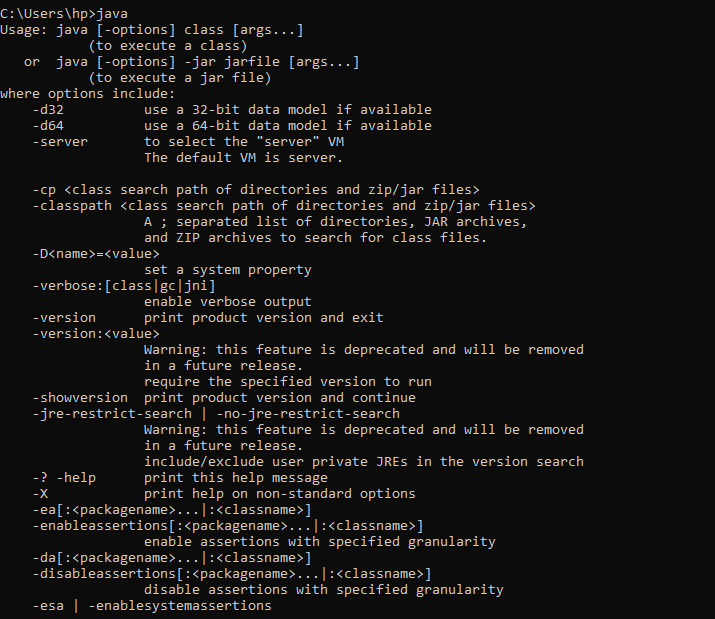 C:\Users\hp>java
Usage: java [-options] class [args...]
           (to execute a class)
   or  java [-options] -jar jarfile [args...]
           (to execute a jar file)
where options include:
    -d32          use a 32-bit data model if available
    -d64          use a 64-bit data model if available
    -server       to select the "server" VM
                  The default VM is server.

    -cp <class search path of directories and zip/jar files>
    -classpath <class search path of directories and zip/jar files>
                  A ; separated list of directories, JAR archives,
                  and ZIP archives to search for class files.
    -D<name>=<value>
                  set a system property
    -verbose:[class|gc|jni]
                  enable verbose output
    -version      print product version and exit
    -version:<value>
                  Warning: this feature is deprecated and will be removed
                  in a future release.
                  require the specified version to run
    -showversion  print product version and continue
    -jre-restrict-search | -no-jre-restrict-search
                  Warning: this feature is deprecated and will be removed
                  in a future release.
                  include/exclude user private JREs in the version search
    -? -help      print this help message
    -X            print help on non-standard options
    -ea[:<packagename>...|:<classname>]
    -enableassertions[:<packagename>...|:<classname>]
                  enable assertions with specified granularity
    -da[:<packagename>...|:<classname>]
    -disableassertions[:<packagename>...|:<classname>]
                  disable assertions with specified granularity
    -esa | -enablesystemassertions